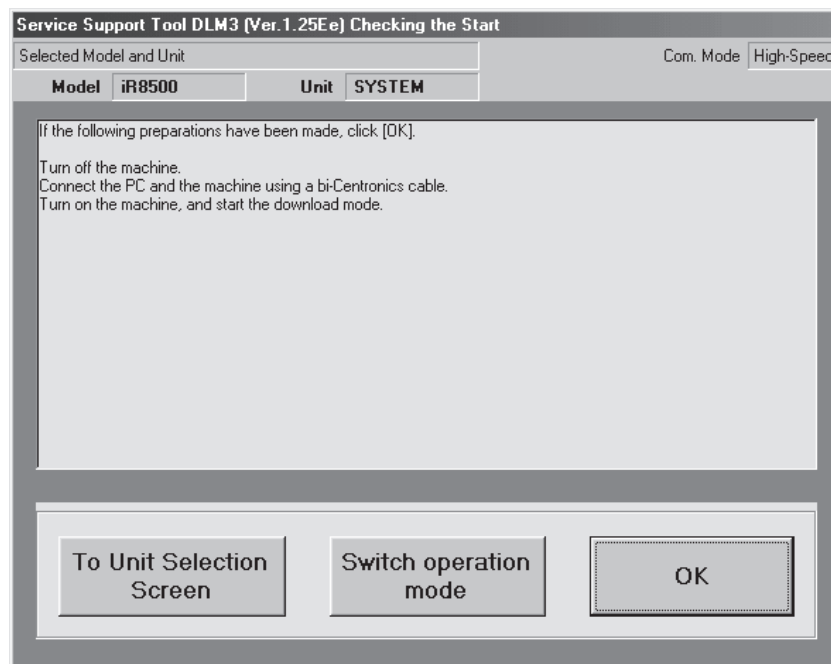 Service Support Tool DLM3 (Ver.1.25Ee) Checking the Start
Selected Model and Unit
Com. Mode High-Speed
Model iR8500 Unit SYSTEM
If the following preparations have been made, click [OK].
Turn off the machine.
Connect the PC and the machine using a bi-Centronics cable.
Turn on the machine, and start the download mode.
To Unit Selection
Screen
Switch operation
mode
OK